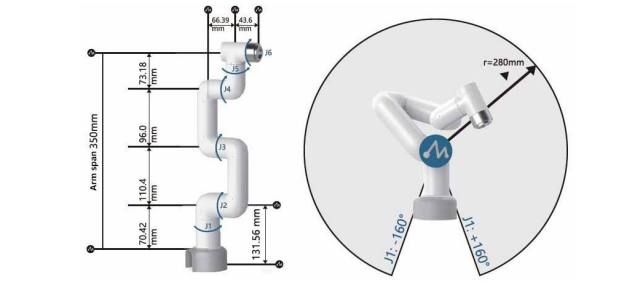 66.39
mm
43.6
mm
J6
J5
J4
J3
J2
J1
Arm span 350mm
73.18
mm
96.0
mm
110.4
mm
70.42
mm
131.56 mm
r=280mm
J1: -160°
J1: +160°